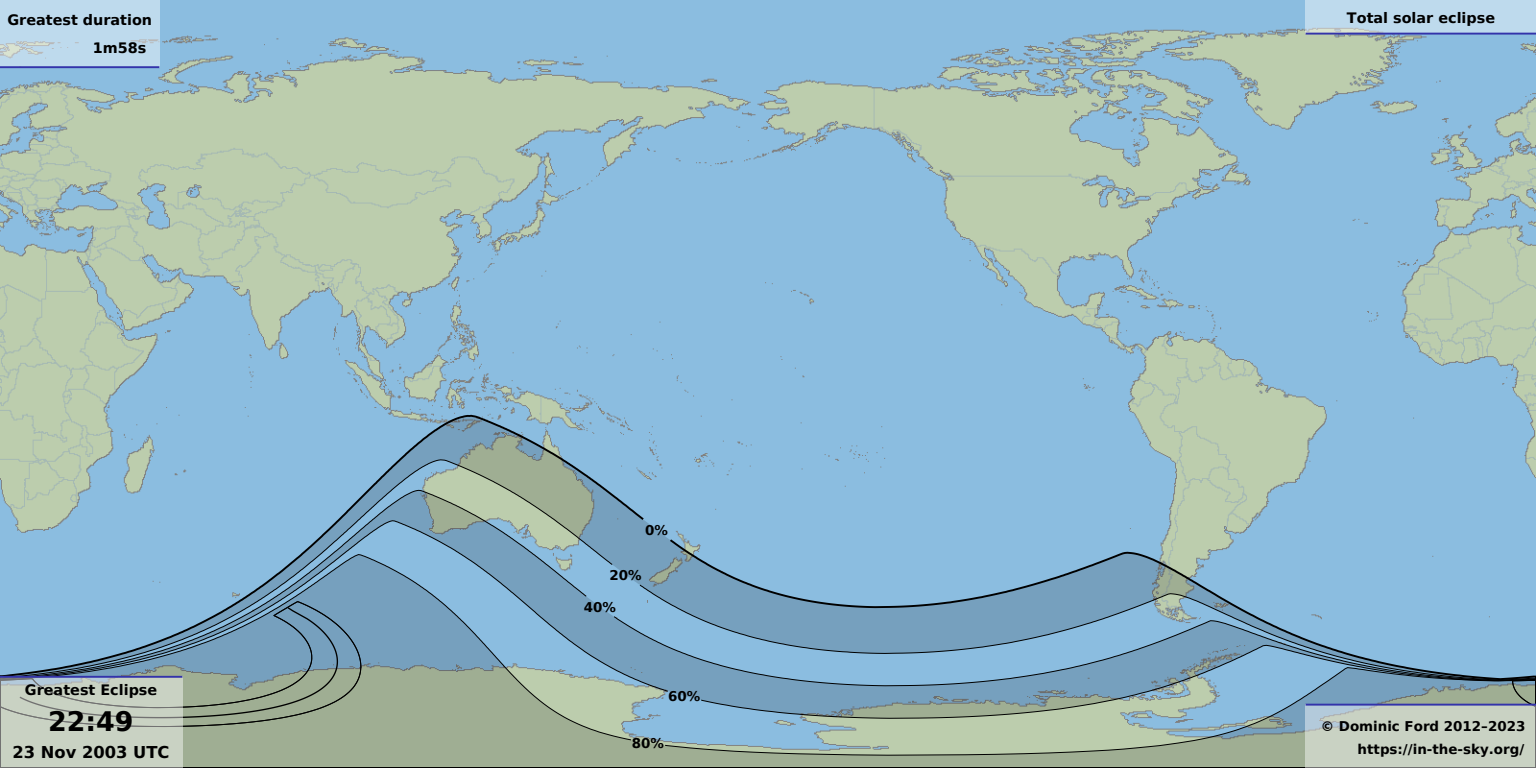 Greatest duration
1m58s
Total solar eclipse
0%
20%
40%
60%
80%
Greatest Eclipse
22:49
23 Nov 2003 UTC
© Dominic Ford 2012–2023
https://in-the-sky.org/